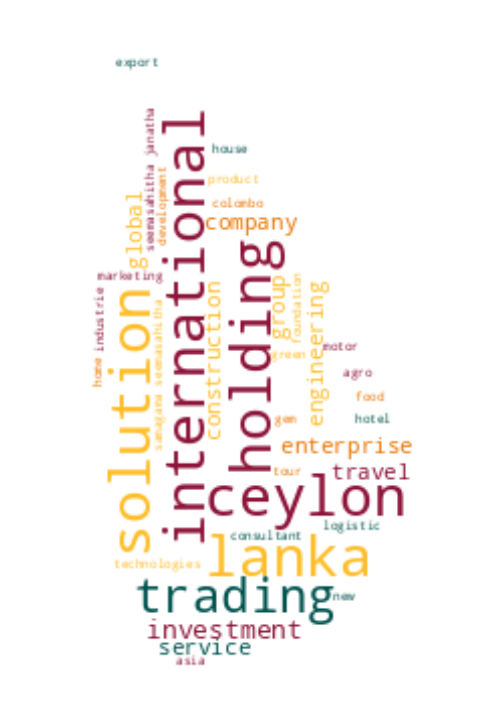 export
international
janatha
house
seemasahitha
development
product
global
colombo
company
holding
marketing
group
foundation
construction
engineering
industrie
solution
samagama seemasahitha
motor
green
home
agro
food
gem
hotel
enterprise
tour
travel
ceylon
logistic
consultant
lanka
technologies
trading
new
investment
service
asia